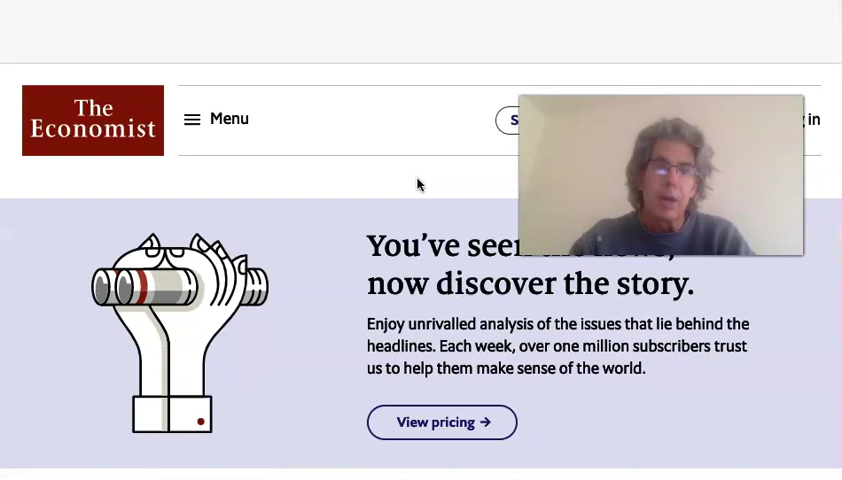 The
Economist
Menu
S
in
You've seen
now discover the story.
Enjoy unrivalled analysis of the issues that lie behind the
headlines. Each week, over one million subscribers trust
us to help them make sense of the world.
View pricing →